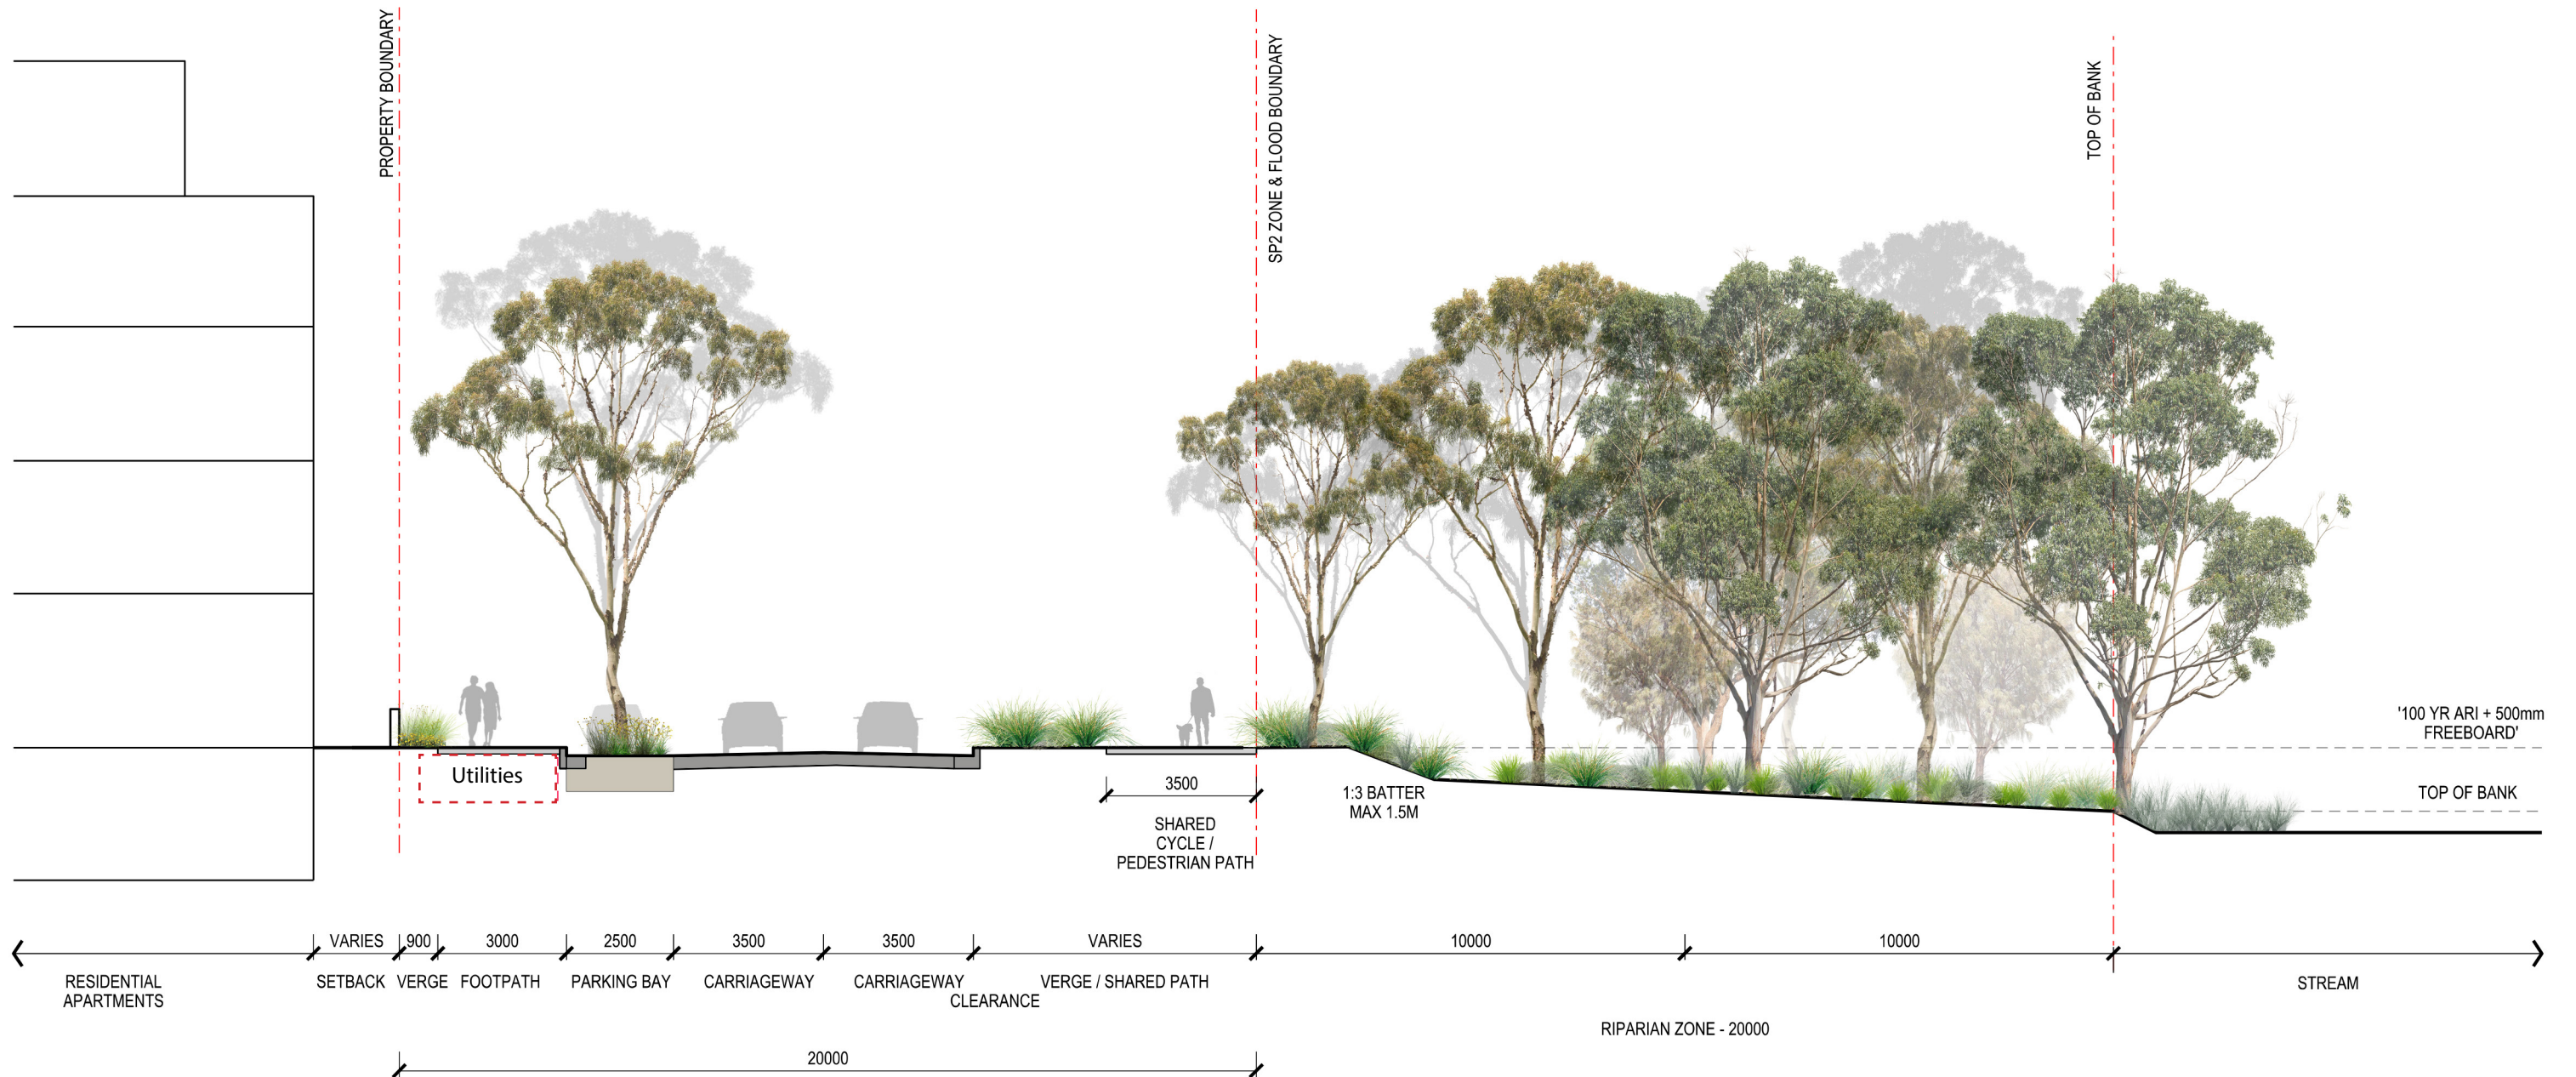 PROPERTY BOUNDARY
SP2 ZONE & FLOOD BOUNDARY
TOP OF BANK
'100 YR ARI + 500mm
FREEBOARD'
TOP OF BANK
Utilities
3500
SHARED
CYCLE /
PEDESTRIAN PATH
1:3 BATTER
MAX 1.5M
VARIES 900 3000 2500 3500 3500 VARIES 10000 10000
RESIDENTIAL
APARTMENTS
SETBACK VERGE FOOTPATH PARKING BAY CARRIAGEWAY CARRIAGEWAY VERGE / SHARED PATH STREAM
CLEARANCE
RIPARIAN ZONE - 20000
20000